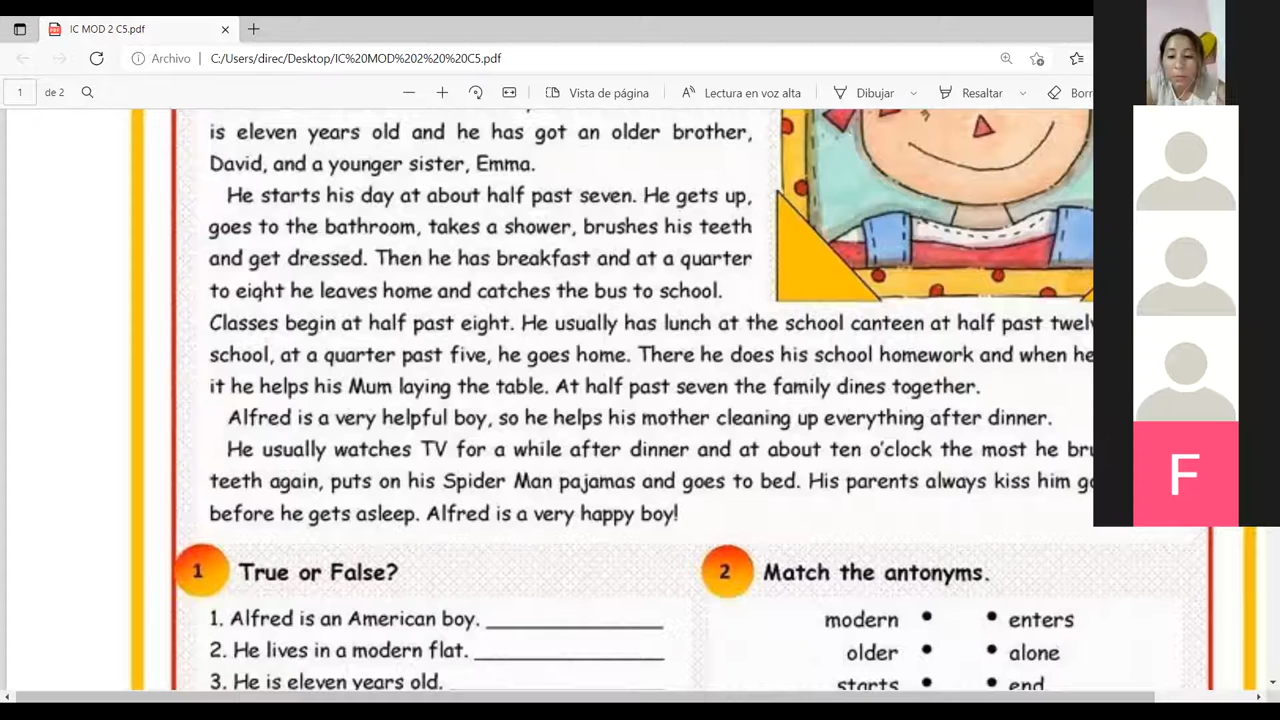 IC MOD 2 C5.pdf
Archivo C:/Users/direc/Desktop/IC%20MOD%202%20%20C5.pdf
1 de 2 Vista de página Lectura en voz alta Dibujar Resaltar Borr
is eleven years old and he has got an older brother,
David, and a younger sister, Emma.
He starts his day at about half past seven. He gets up,
goes to the bathroom, takes a shower, brushes his teeth
and get dressed. Then he has breakfast and at a quarter
to eight he leaves home and catches the bus to school.
Classes begin at half past eight. He usually has lunch at the school canteen at half past twel
school, at a quarter past five, he goes home. There he does his school homework and when he
it he helps his Mum laying the table. At half past seven the family dines together.
Alfred is a very helpful boy, so he helps his mother cleaning up everything after dinner.
He usually watches TV for a while after dinner and at about ten o'clock the most he bru
teeth again, puts on his Spider Man pajamas and goes to bed. His parents always kiss him go
before he gets asleep. Alfred is a very happy boy!
F
1 True or False?
1. Alfred is an American boy.
2. He lives in a modern flat.
3. He is eleven years old.
2 Match the antonyms.
modern • • enters
older • • alone
starts • • end